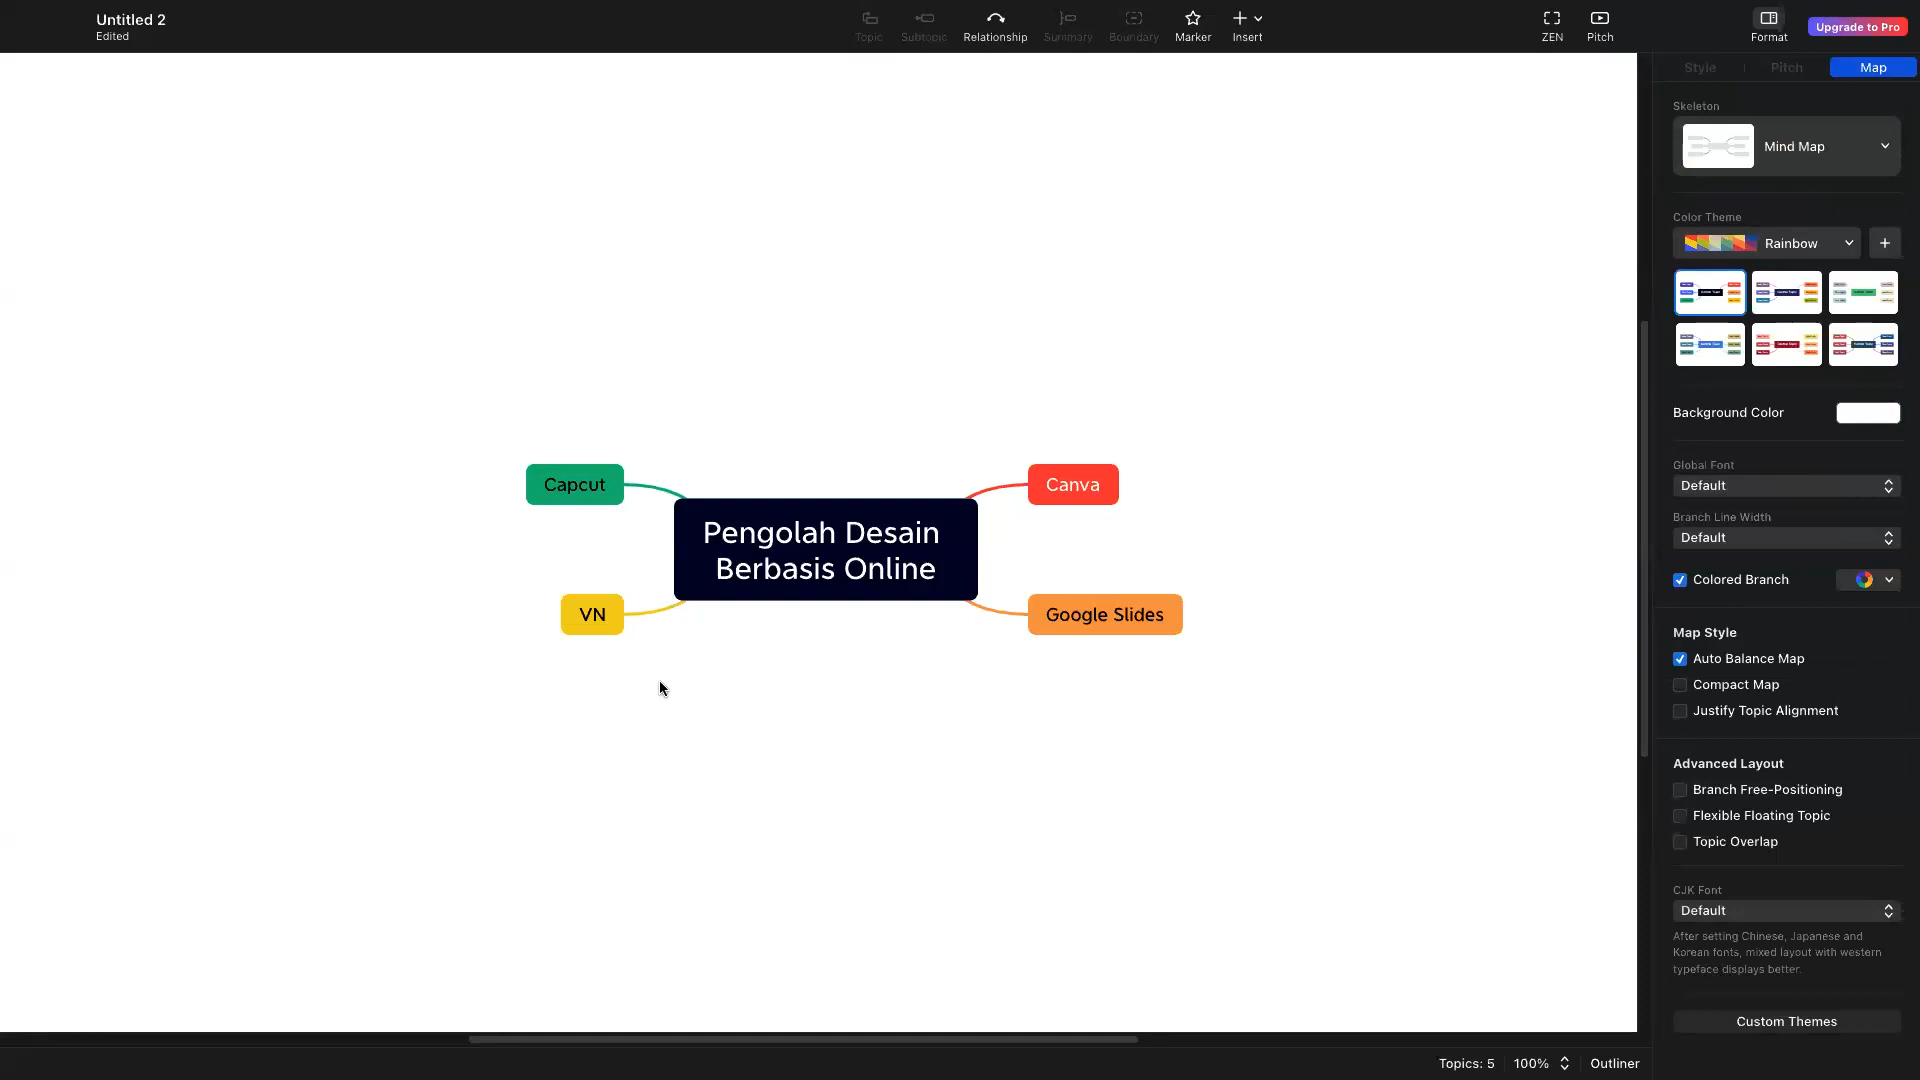 Untitled 2
Edited
Topic
Subtopic
Relationship
Summary
Boundary
Marker
Insert
ZEN
Pitch
Format
Upgrade to Pro
Style
Pitch
Map
Skeleton
Mind Map
Color Theme
Rainbow
Background Color
Global Font
Default
Branch Line Width
Default
Colored Branch
Map Style
Auto Balance Map
Compact Map
Justify Topic Alignment
Advanced Layout
Branch Free-Positioning
Flexible Floating Topic
Topic Overlap
CJK Font
Default
After setting Chinese, Japanese and
Korean fonts, mixed layout with western
typeface displays better.
Custom Themes
Capcut
Canva
Pengolah Desain
Berbasis Online
VN
Google Slides
Topics: 5
100%
Outliner